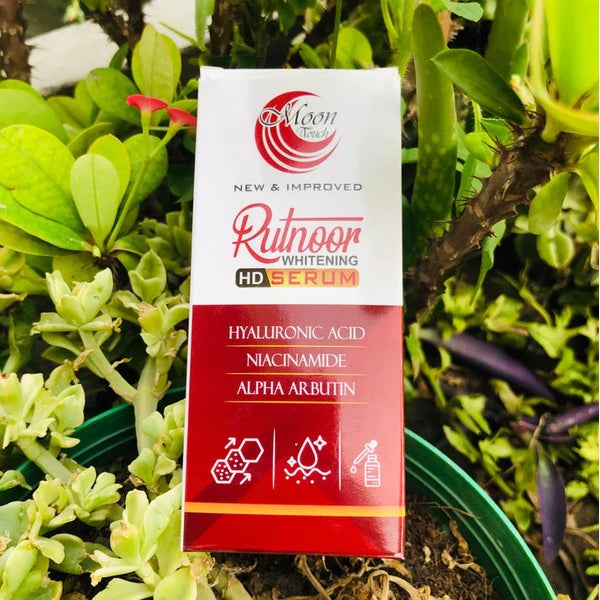 Moon
Touch
NEW & IMPROVED
Rutnoor
WHITENING
HD SERUM
HYALURONIC ACID
NIACINAMIDE
ALPHA ARBUTIN